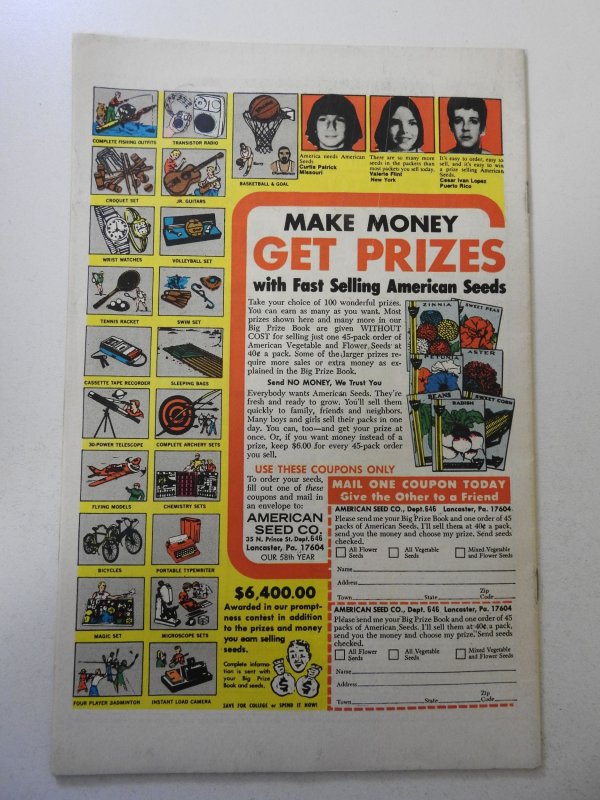 COMPLETE FISHING OUTFITS
TRANSISTOR RADIO
CROQUET SET
JR. GUITARS
WRIST WATCHES
VOLLEYBALL SET
TENNIS RACKET
SWIM SET
CASSETTE TAPE RECORDER
SLEEPING BAGS
30-POWER TELESCOPE
COMPLETE ARCHERY SETS
FLYING MODELS
CHEMISTRY SETS
BICYCLES
PORTABLE TYPEWRITER
MAGIC SET
MICROSCOPE SETS
FOUR PLAYER BADMINTON
INSTANT LOAD CAMERA
BASKETBALL & GOAL
America needs American
Seeds
Curtis Patrick
Missouri
There are so many more
seeds in the packets than
most packets you sell today.
Valerie Flint
New York
It's easy to order, easy to
sell, and it's easy to win
a prize selling American
Seeds.
Cesar Ivan Lopez
Puerto Rico
MAKE MONEY
GET PRIZES
with Fast Selling American Seeds
Take your choice of 100 wonderful prizes.
You can earn as many as you want. Most
prizes shown here and many more in our
Big Prize Book are given WITHOUT
COST for selling just one 45-pack order of
American Vegetable and Flower Seeds at
40¢ a pack. Some of the larger prizes re-
quire more sales or extra money as ex-
plained in the Big Prize Book.
Send NO MONEY, We Trust You
Everybody wants American Seeds. They're
fresh and ready to grow. You'll sell them
quickly to family, friends and neighbors.
Many boys and girls sell their packs in one
day. You can, too—and get your prize at
once. Or, if you want money instead of a
prize, keep $6.00 for every 45-pack order
you sell.
ZINNIA
SWEET PEAS
PETUNIA
ASTER
BEANS
RADISH
SWEET CORN
USE THESE COUPONS ONLY
To order your seeds,
fill out one of these
coupons and mail in
an envelope to:
AMERICAN
SEED CO.
35 N. Prince St. Dept. 646
Lancaster, Pa. 17604
OUR 58th YEAR
$6,400.00
Awarded in our prompt-
ness contest in addition
to the prizes and money
you earn selling
seeds.
Complete informa-
tion is sent with
your Big Prize
Book and seeds.
$ $
SAVE FOR COLLEGE or SPEND IT NOW!
MAIL ONE COUPON TODAY
Give the Other to a Friend
AMERICAN SEED CO., Dept. 646 Lancaster, Pa. 17604
Please send me your Big Prize Book and one order of 45
packs of American Seeds. I'll sell them at 40¢ a pack,
send you the money and choose my prize. Send seeds
checked.
All Flower
Seeds
All Vegetable
Seeds
Mixed Vegetable
and Flower Seeds
Name
Address
Town State Zip Code
AMERICAN SEED CO., Dept. 646 Lancaster, Pa. 17604
Please send me your Big Prize Book and one order of 45
packs of American Seeds. I'll sell them at 40¢ a pack,
send you the money and choose my prize. Send seeds
checked.
All Flower
Seeds
All Vegetable
Seeds
Mixed Vegetable
and Flower Seeds
Name
Address
Town State Zip Code